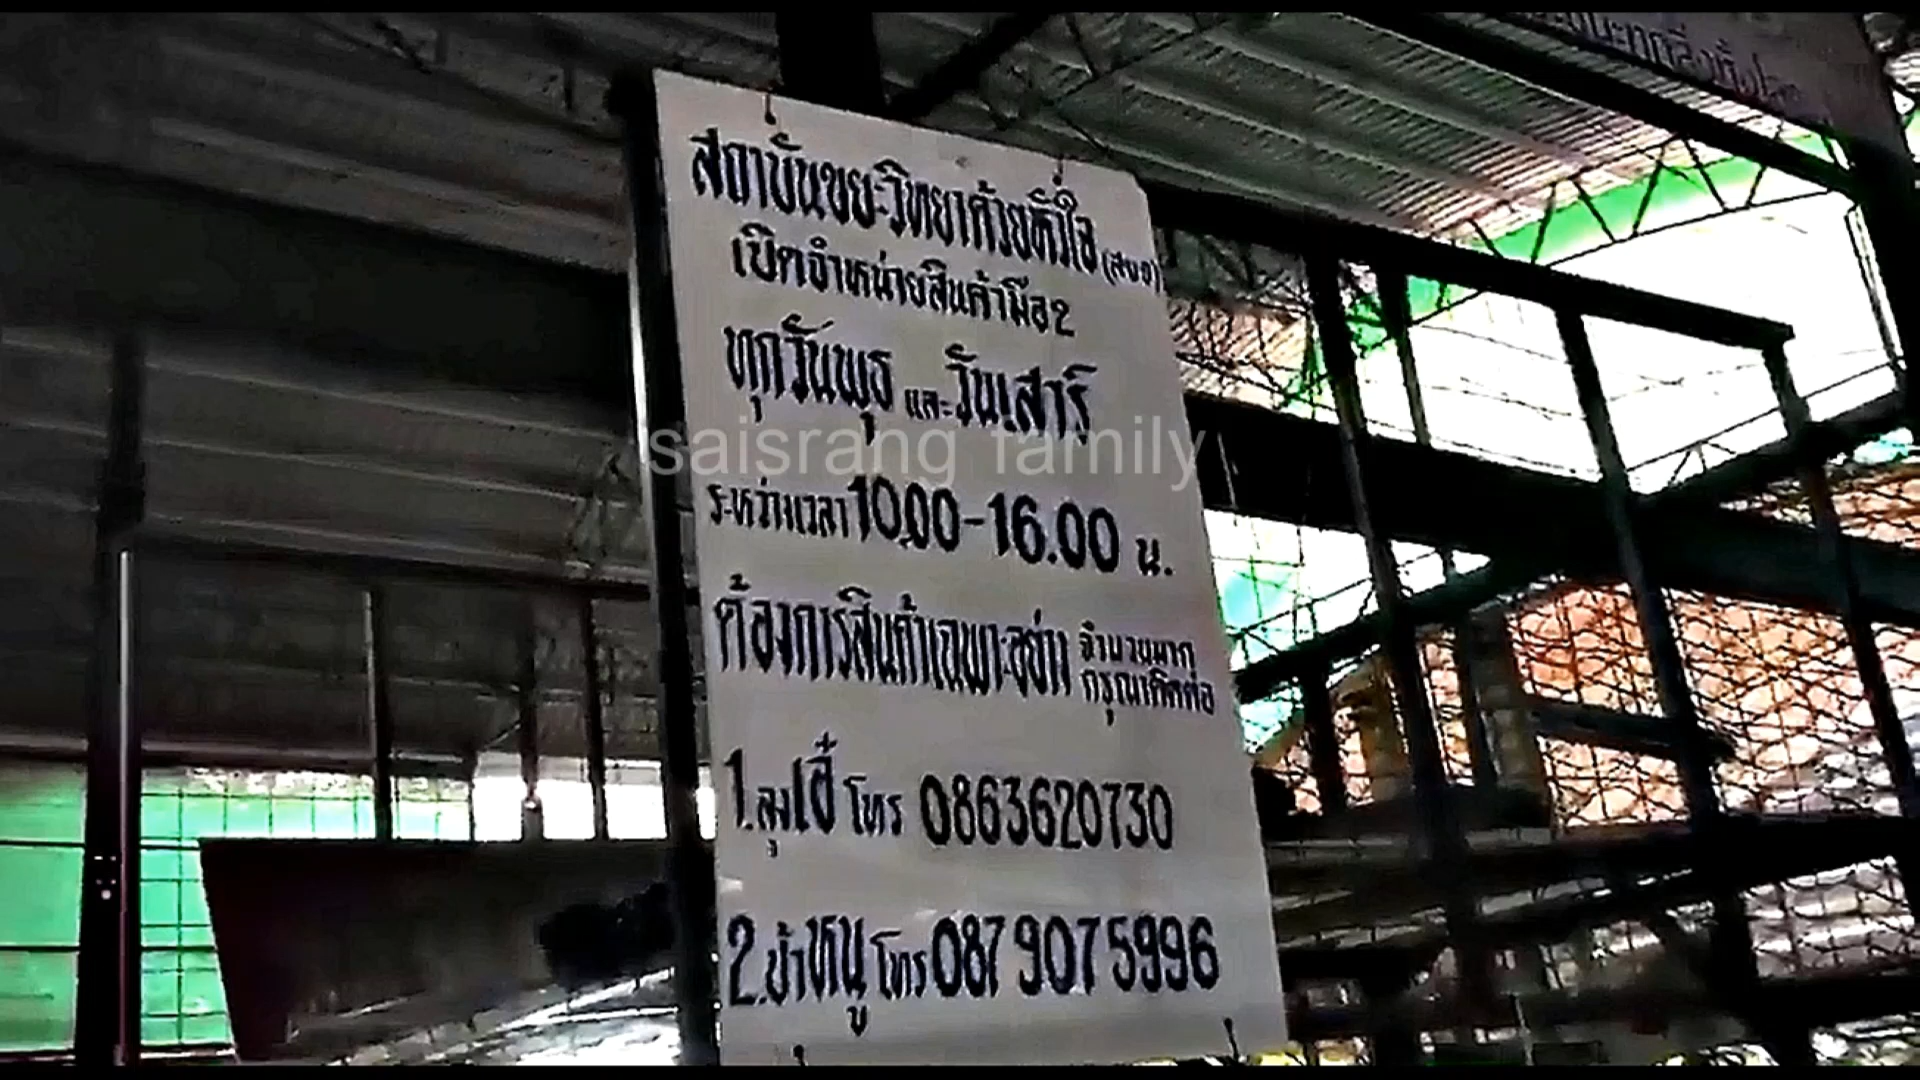 สถาบันขยะวิทยาด้วยหัวใจ (สขจ)
เปิดจำหน่ายสินค้ามือ2
ทุกวันพุธ และ วันเสาร์
saisrang family
ระหว่างเวลา 10.00-16.00 น.
ต้องการสินค้าเฉพาะอย่าง จำนวนมาก
กรุณาติดต่อ
1.ลุงเอี้ โทร 0863620730
2.ป้าหนู โทร 087 907 5996